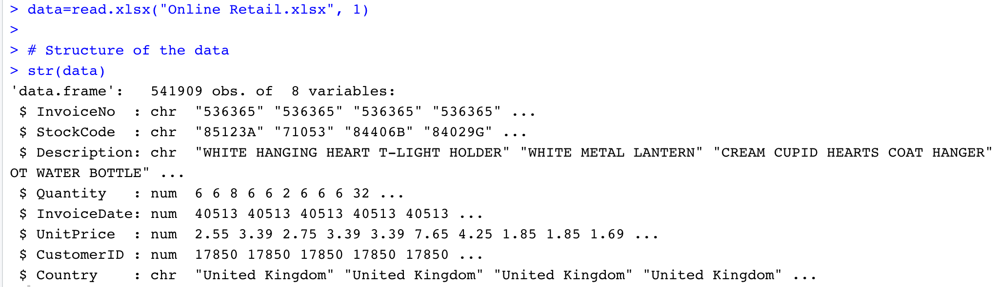 > data=read.xlsx("Online Retail.xlsx", 1)
>
> # Structure of the data
> str(data)
'data.frame':   541909 obs. of  8 variables:
 $ InvoiceNo  : chr  "536365" "536365" "536365" "536365" ...
 $ StockCode  : chr  "85123A" "71053" "84406B" "84029G" ...
 $ Description: chr  "WHITE HANGING HEART T-LIGHT HOLDER" "WHITE METAL LANTERN" "CREAM CUPID HEARTS COAT HANGER"
OT WATER BOTTLE" ...
 $ Quantity   : num  6 6 8 6 6 2 6 6 6 32 ...
 $ InvoiceDate: num  40513 40513 40513 40513 40513 ...
 $ UnitPrice  : num  2.55 3.39 2.75 3.39 3.39 7.65 4.25 1.85 1.85 1.69 ...
 $ CustomerID : num  17850 17850 17850 17850 17850 ...
 $ Country    : chr  "United Kingdom" "United Kingdom" "United Kingdom" "United Kingdom" ...